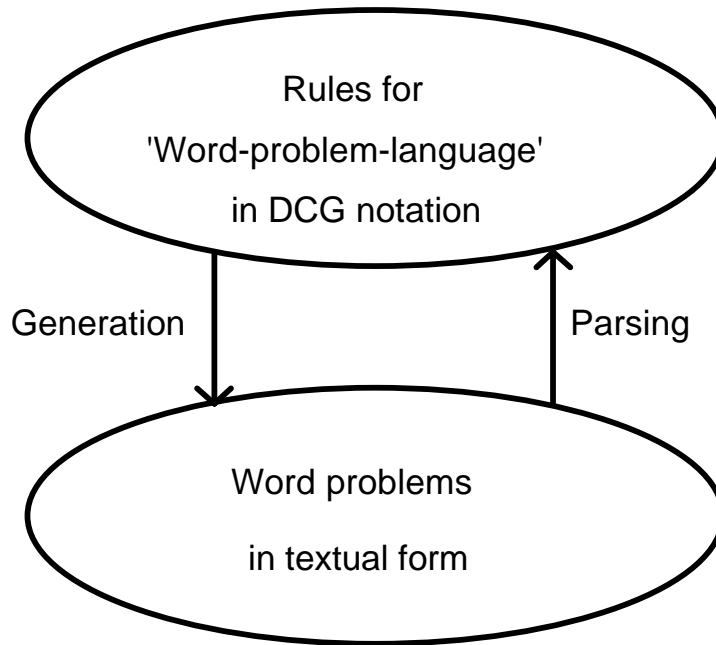 Rules for
'Word-problem-language'
in DCG notation
Generation
Parsing
Word problems
in textual form